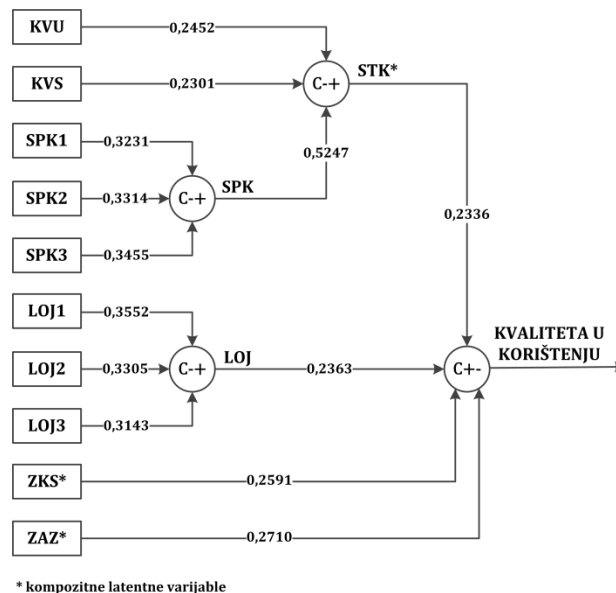 KVU
0,2452
KVS
0,2301
C-+
STK*
SPK1
0,3231
0,5247
SPK2
0,3314
C-+
SPK
0,2336
SPK3
0,3455
LOJ1
0,3552
KVALITETA U
KORIŠTENJU
LOJ2
0,3305
C-+
LOJ
0,2363
C+-
LOJ3
0,3143
ZKS*
0,2591
ZAZ*
0,2710
* kompozitne latentne varijable